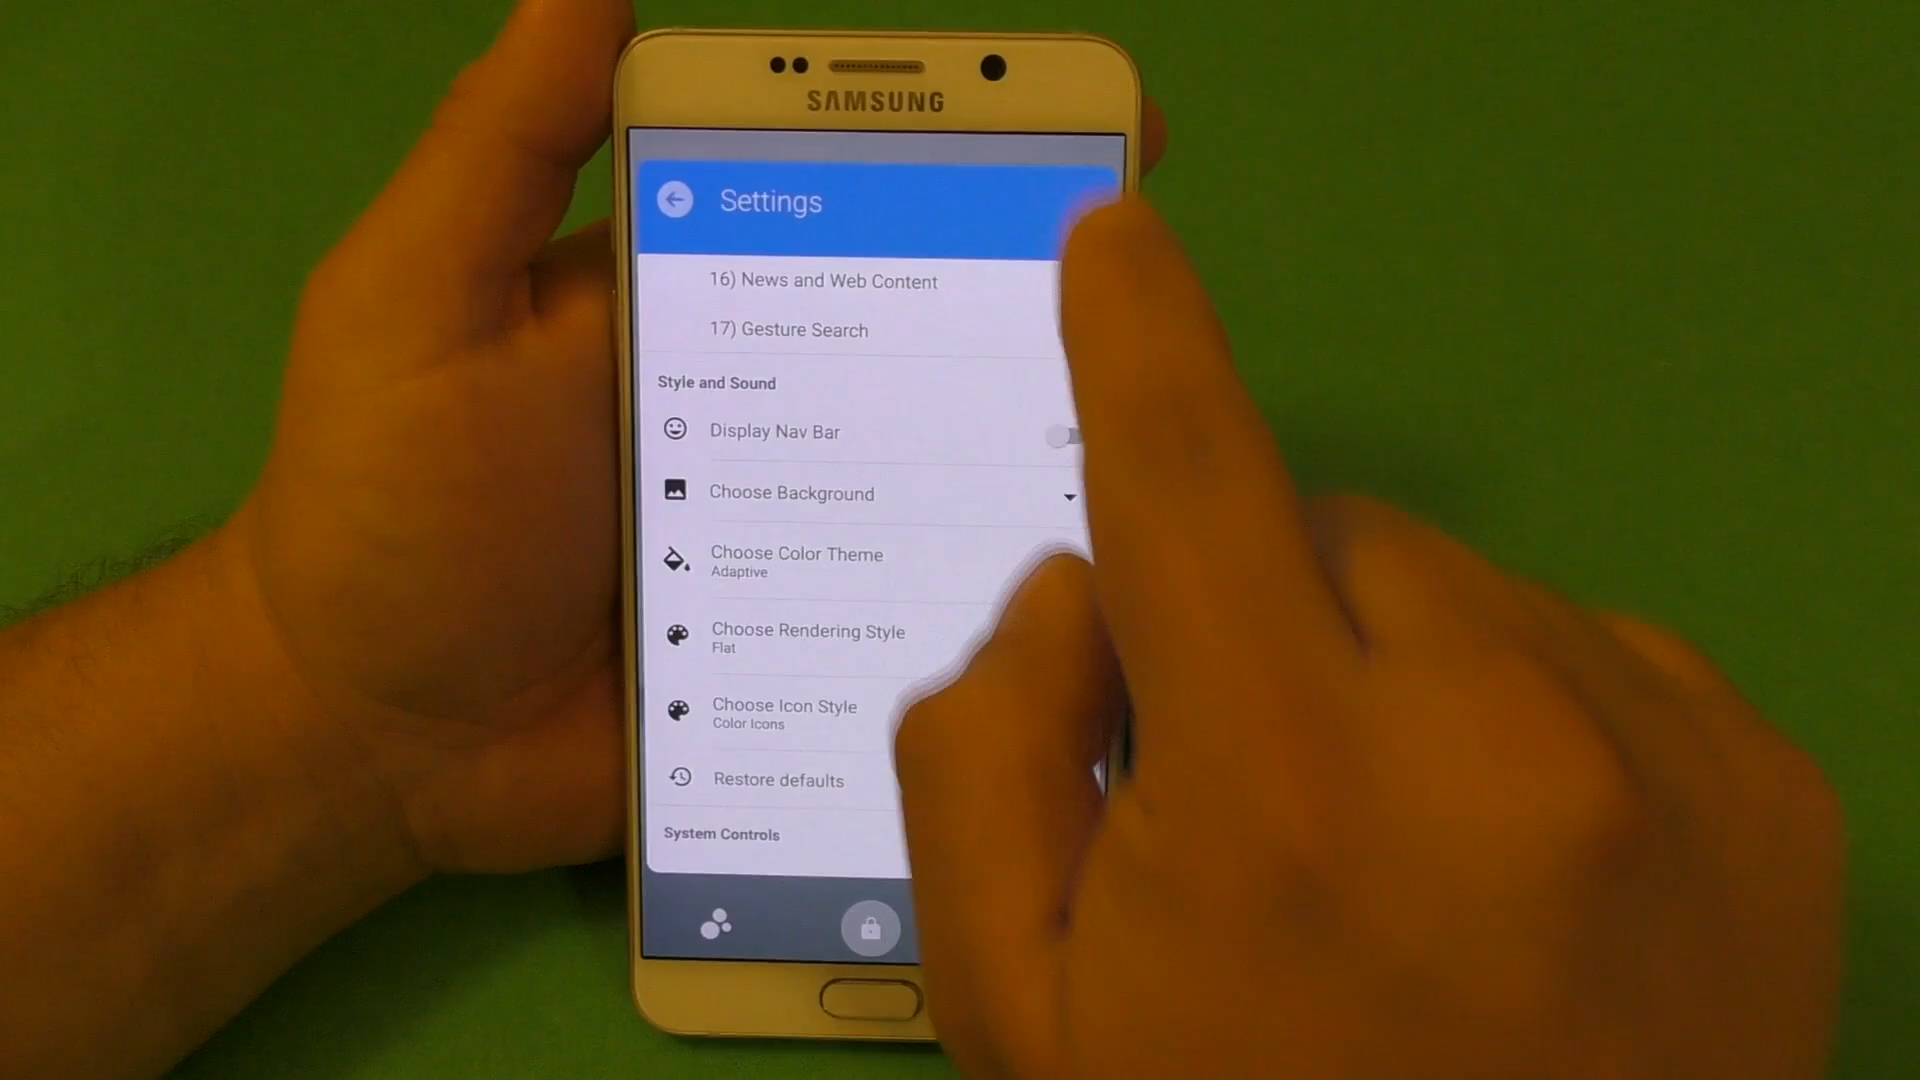 SAMSUNG
Settings
16) News and Web Content
17) Gesture Search
Style and Sound
Display Nav Bar
Choose Background
Choose Color Theme
Adaptive
Choose Rendering Style
Flat
Choose Icon Style
Color Icons
Restore defaults
System Controls